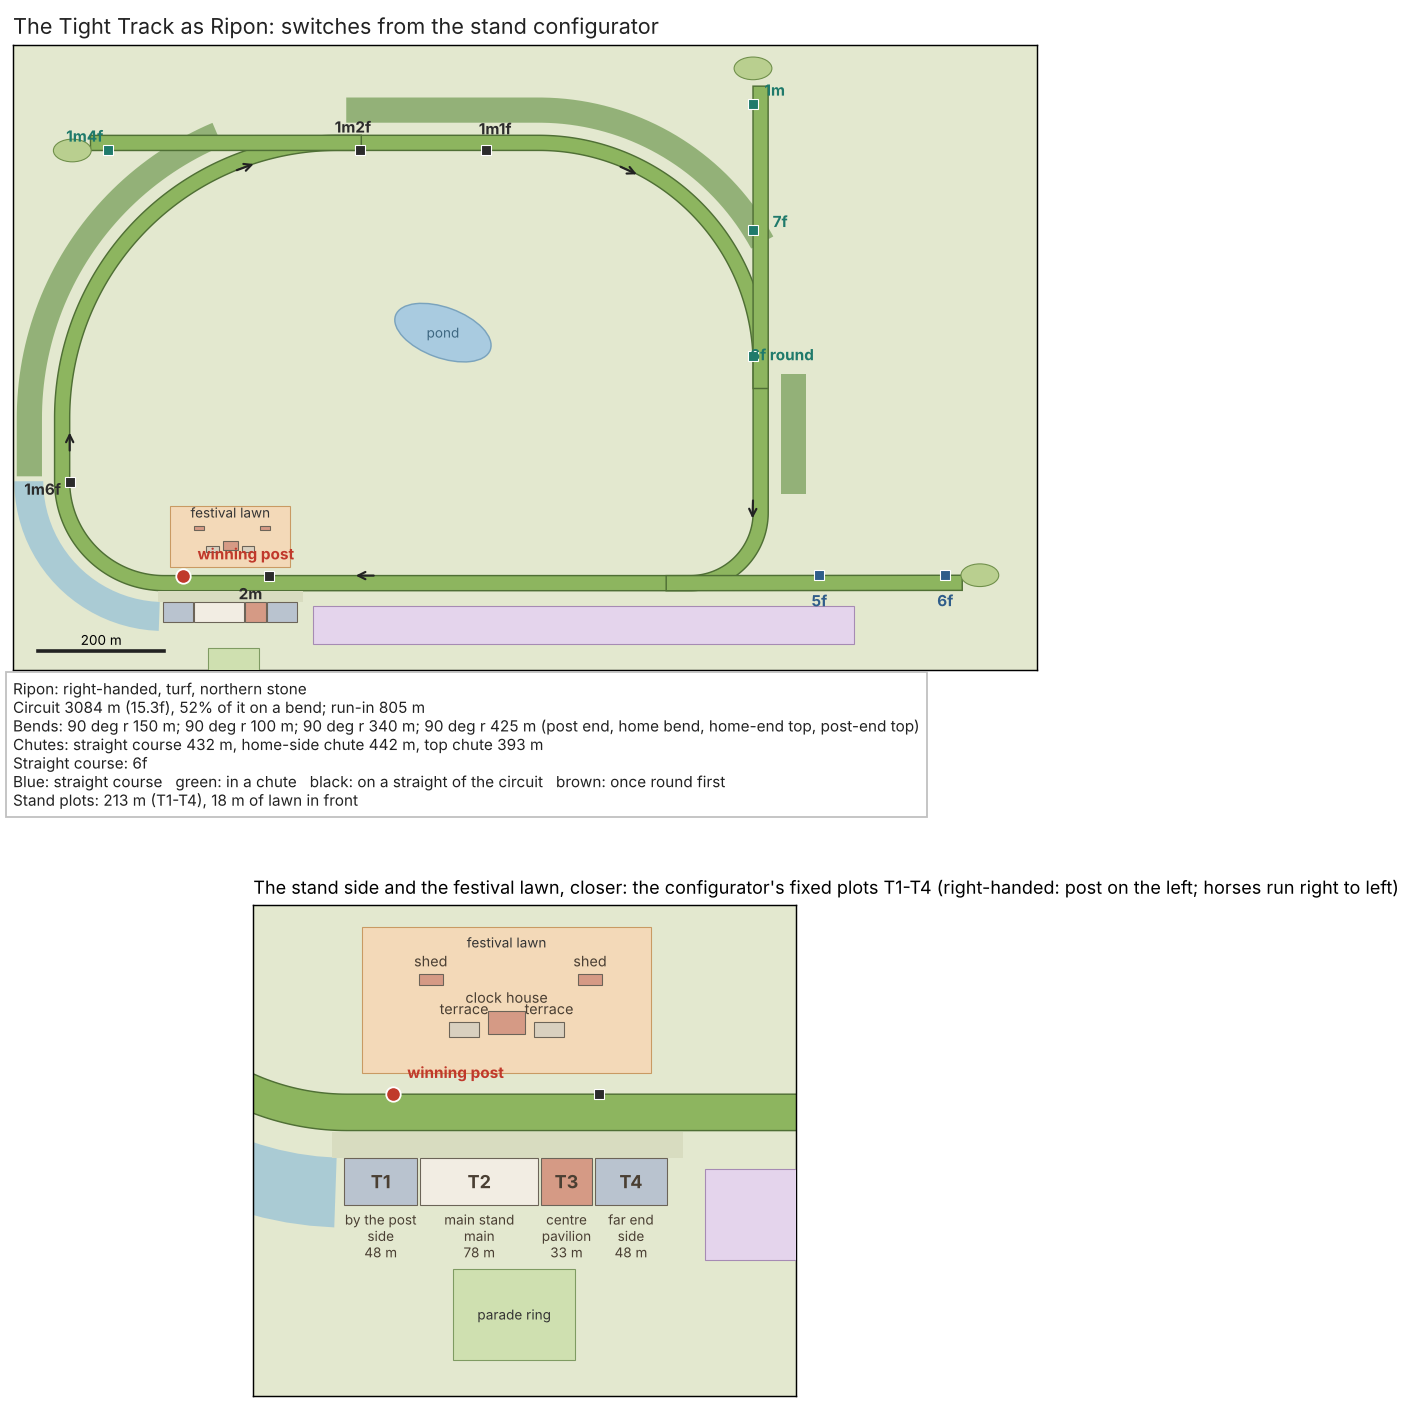 The Tight Track as Ripon: switches from the stand configurator
1m
1m4f
1m2f
1m1f
7f
pond
8f round
1m6f
festival lawn
winning post
2m
5f
6f
200 m
Ripon: right-handed, turf, northern stone
Circuit 3084 m (15.3f), 52% of it on a bend; run-in 805 m
Bends: 90 deg r 150 m; 90 deg r 100 m; 90 deg r 340 m; 90 deg r 425 m (post end, home bend, home-end top, post-end top)
Chutes: straight course 432 m, home-side chute 442 m, top chute 393 m
Straight course: 6f
Blue: straight course green: in a chute black: on a straight of the circuit brown: once round first
Stand plots: 213 m (T1-T4), 18 m of lawn in front
The stand side and the festival lawn, closer: the configurator's fixed plots T1-T4 (right-handed: post on the left; horses run right to left)
festival lawn
shed shed
clock house
terrace terrace
winning post
T1 T2 T3 T4
by the post main stand centre far end
side main pavilion side
48 m 78 m 33 m 48 m
parade ring